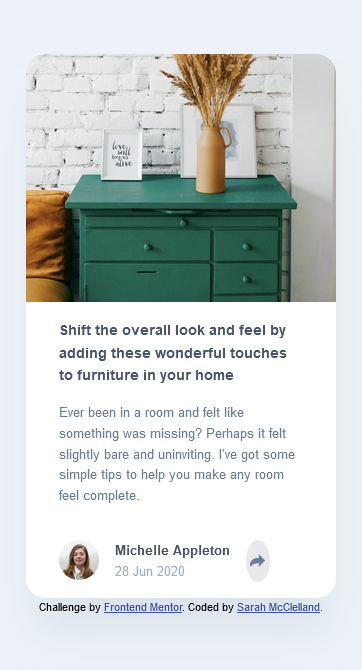 love
will
begins
alive
Shift the overall look and feel by
adding these wonderful touches
to furniture in your home
Ever been in a room and felt like
something was missing? Perhaps it felt
slightly bare and uninviting. I've got some
simple tips to help you make any room
feel complete.
Michelle Appleton
28 Jun 2020
Challenge by Frontend Mentor. Coded by Sarah McClelland.